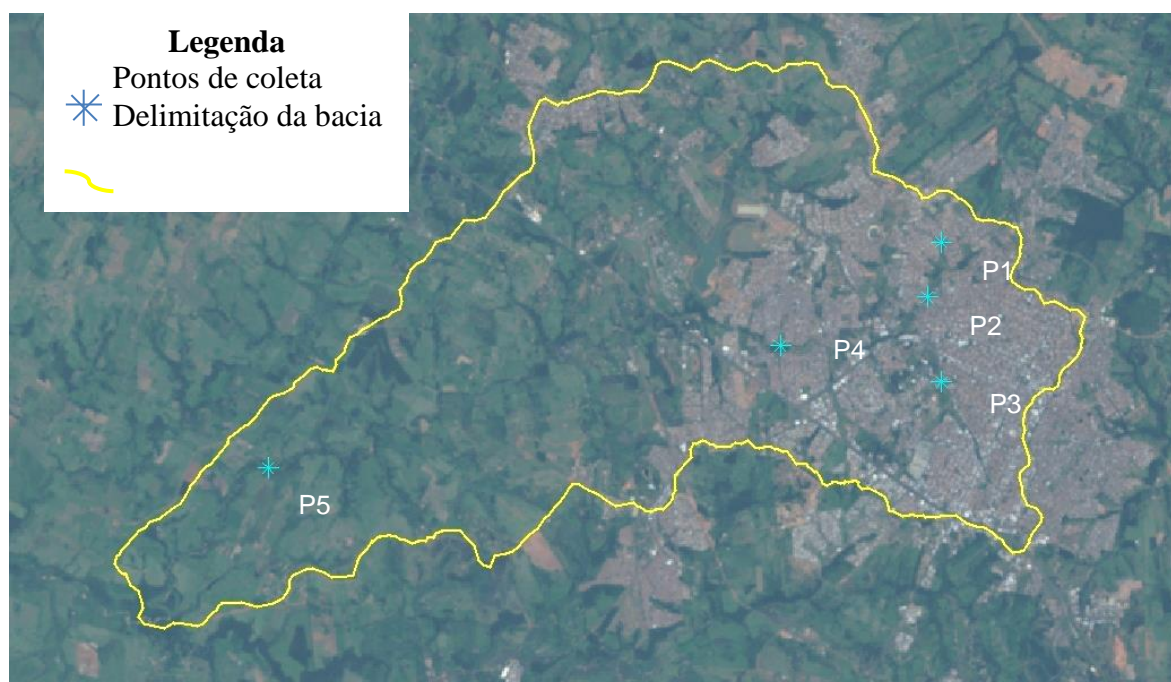 Legenda
Pontos de coleta
Delimitação da bacia
P1
P2
P4
P3
P5